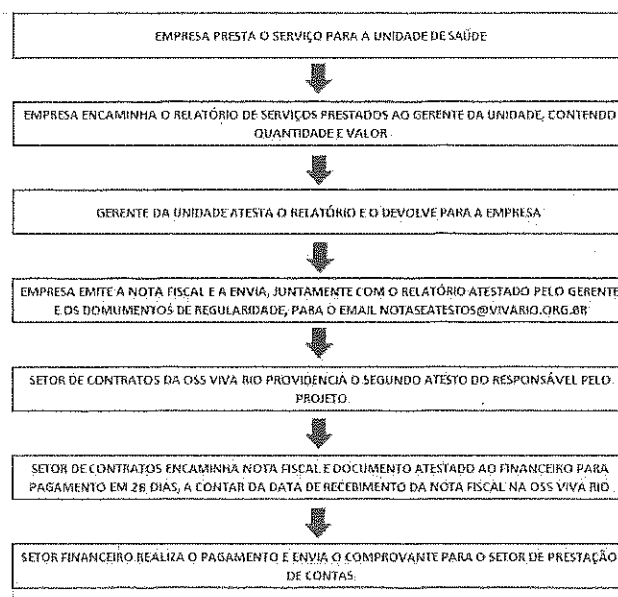 EMPRESA PRESTA O SERVIÇO PARA A UNIDADE DE SAÚDE
EMPRESA ENCAMINHA O RELATÓRIO DE SERVIÇOS PRESTADOS AO GERENTE DA UNIDADE, CONTENDO
QUANTIDADE E VALOR
GERENTE DA UNIDADE ATESTA O RELATÓRIO E O DEVOLVE PARA A EMPRESA
EMPRESA EMITE A NOTA FISCAL E A ENVIA, JUNTAMENTE COM O RELATÓRIO ATESTADO PELO GERENTE
E OS DOMUMENTOS DE REGULARIDADE, PARA O EMAIL NOTASEATESTOS@VIVARIO.ORG.BR
SETOR DE CONTRATOS DA OSS VIVA RIO PROVIDENCIA O SEGUNDO ATESTO DO RESPONSÁVEL PELO
PROJETO
SETOR DE CONTRATOS ENCAMINHA NOTA FISCAL E DOCUMENTO ATESTADO AO FINANCEIRO PARA
PAGAMENTO EM 28 DIAS, A CONTAR DA DATA DE RECEBIMENTO DA NOTA FISCAL NA OSS VIVA RIO
SETOR FINANCEIRO REALIZA O PAGAMENTO E ENVIA O COMPROVANTE PARA O SETOR DE PRESTAÇÃO
DE CONTAS